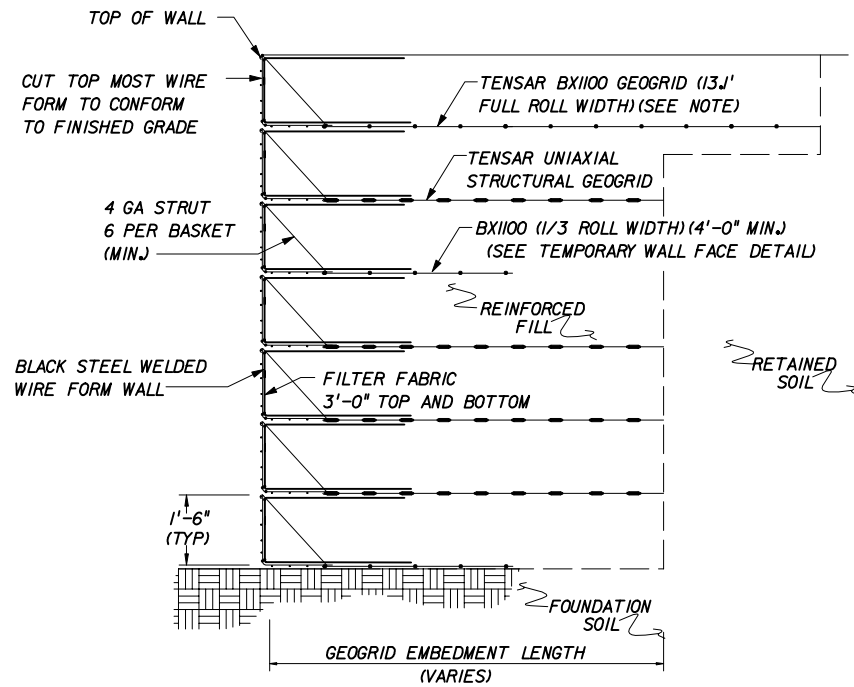 TOP OF WALL
CUT TOP MOST WIRE
FORM TO CONFORM
TO FINISHED GRADE
TENSAR BX1100 GEOGRID (13.1'
FULL ROLL WIDTH) (SEE NOTE)
TENSAR UNIAXIAL
STRUCTURAL GEOGRID
4 GA STRUT
6 PER BASKET
(MIN.)
BX1100 (1/3 ROLL WIDTH) (4'-0" MIN.)
(SEE TEMPORARY WALL FACE DETAIL)
REINFORCED
FILL
BLACK STEEL WELDED
WIRE FORM WALL
FILTER FABRIC
3'-0" TOP AND BOTTOM
RETAINED
SOIL
1'-6"
(TYP)
FOUNDATION
SOIL
GEOGRID EMBEDMENT LENGTH
(VARIES)